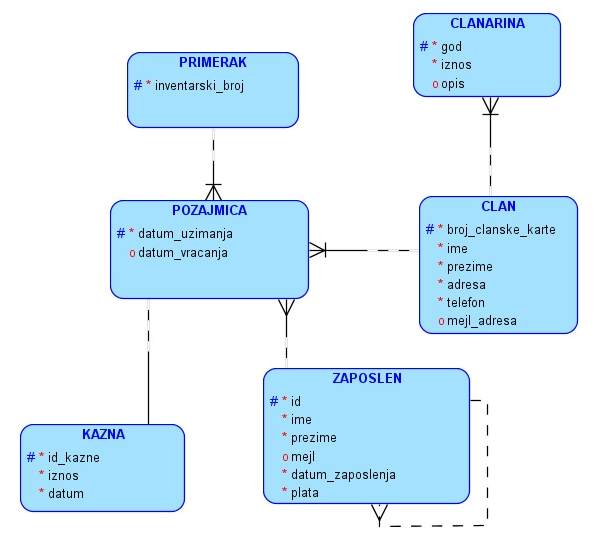 PRIMERAK
# * inventarski_broj
CLANARINA
# * god
* iznos
o opis
POZAJMICA
# * datum_uzimanja
o datum_vracanja
CLAN
# * broj_clanske_karte
* ime
* prezime
* adresa
* telefon
o mejl_adresa
ZAPOSLEN
# * id
* ime
* prezime
o mejl
* datum_zaposlenja
* plata
KAZNA
# * id_kazne
* iznos
* datum